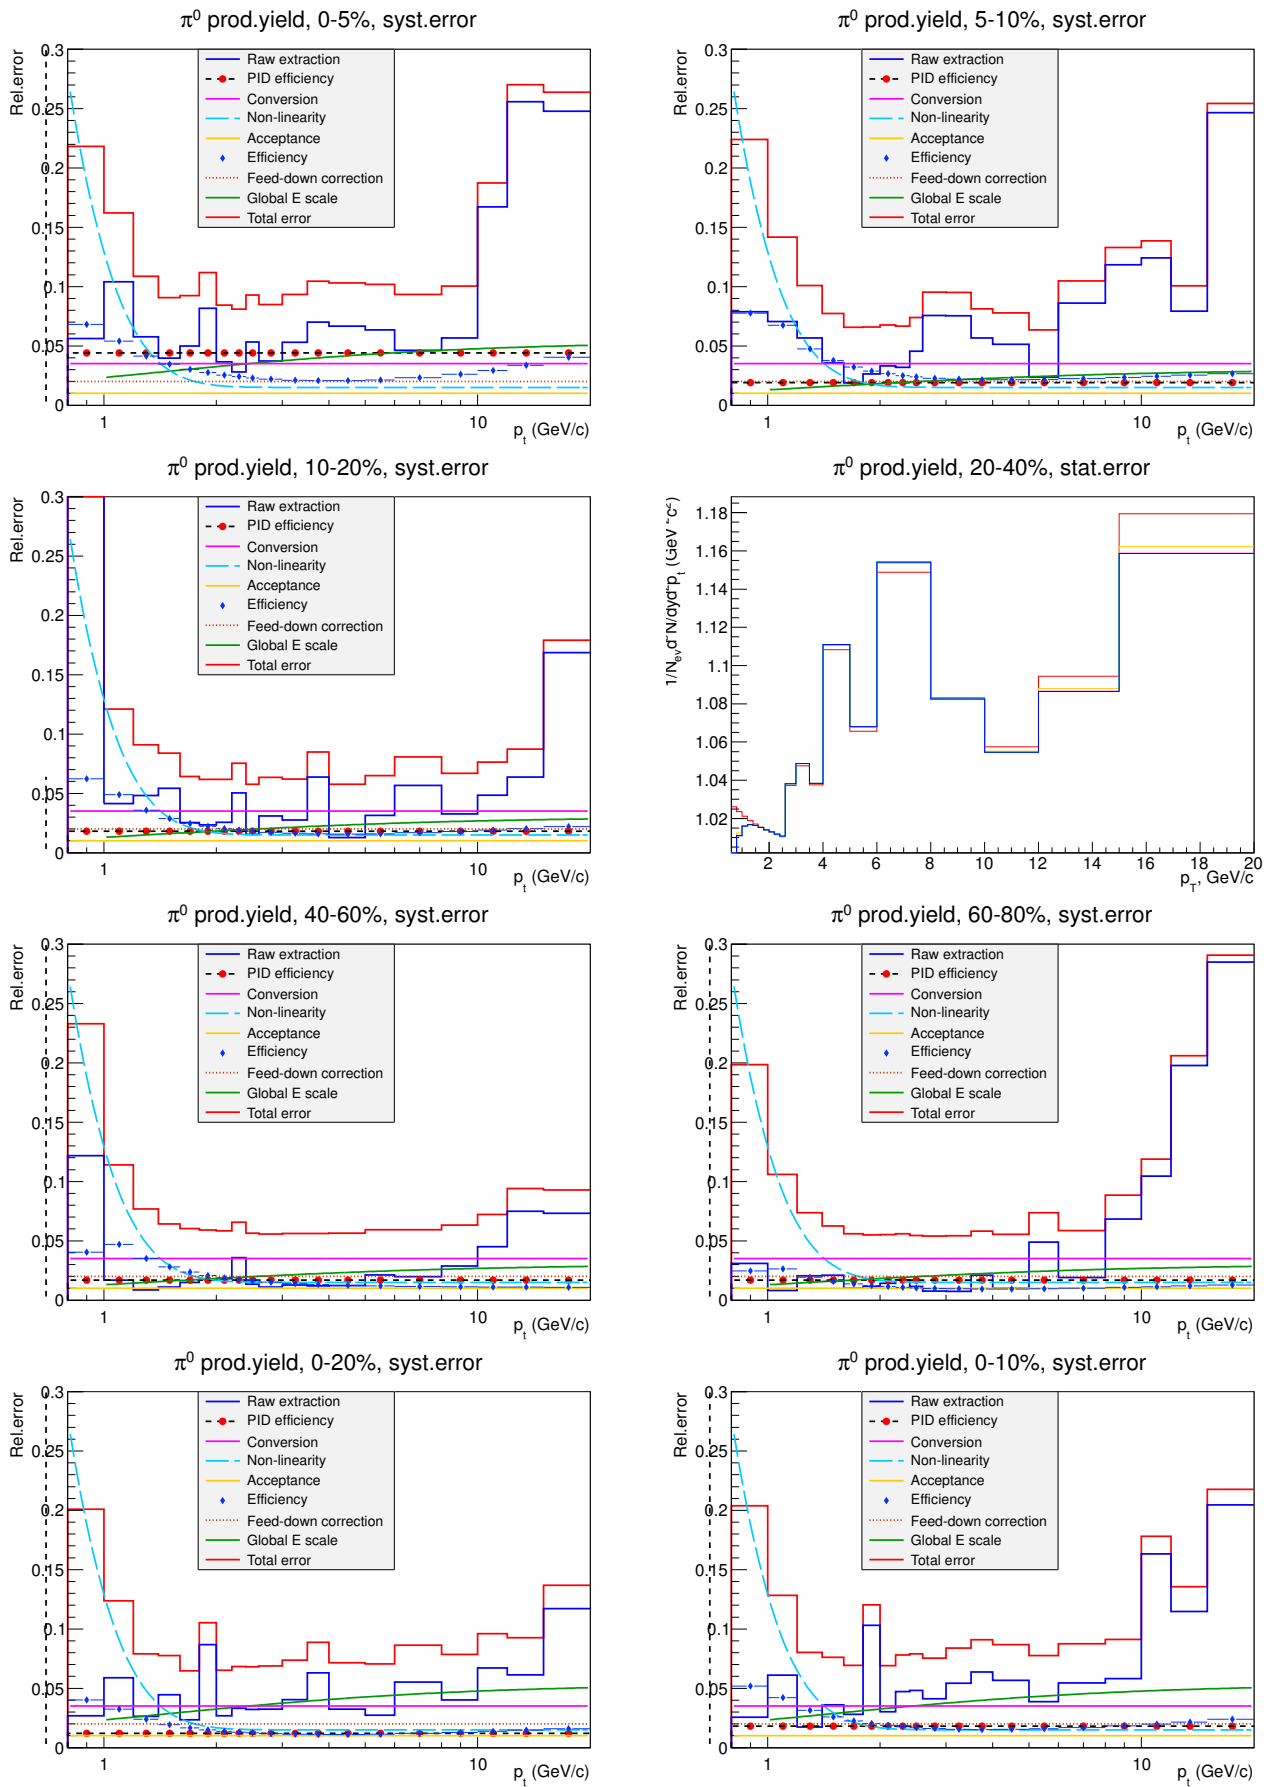 π0 prod.yield, 0-5%, syst.error
Rel.error
0.3
0.25
0.2
0.15
0.1
0.05
0
Raw extraction
PID efficiency
Conversion
Non-linearity
Acceptance
Efficiency
Feed-down correction
Global E scale
Total error
1
10
pt (GeV/c)
π0 prod.yield, 5-10%, syst.error
Rel.error
0.3
0.25
0.2
0.15
0.1
0.05
0
Raw extraction
PID efficiency
Conversion
Non-linearity
Acceptance
Efficiency
Feed-down correction
Global E scale
Total error
1
10
pt (GeV/c)
π0 prod.yield, 10-20%, syst.error
Rel.error
0.3
0.25
0.2
0.15
0.1
0.05
0
Raw extraction
PID efficiency
Conversion
Non-linearity
Acceptance
Efficiency
Feed-down correction
Global E scale
Total error
1
10
pt (GeV/c)
π0 prod.yield, 20-40%, stat.error
1.18
1.16
1.14
1.12
1.1
1.08
1.06
1.04
1.02
2
4
6
8
10
12
14
16
18
20
pT, GeV/c
π0 prod.yield, 40-60%, syst.error
Rel.error
0.3
0.25
0.2
0.15
0.1
0.05
0
Raw extraction
PID efficiency
Conversion
Non-linearity
Acceptance
Efficiency
Feed-down correction
Global E scale
Total error
1
10
pt (GeV/c)
π0 prod.yield, 60-80%, syst.error
Rel.error
0.3
0.25
0.2
0.15
0.1
0.05
0
Raw extraction
PID efficiency
Conversion
Non-linearity
Acceptance
Efficiency
Feed-down correction
Global E scale
Total error
1
10
pt (GeV/c)
π0 prod.yield, 0-20%, syst.error
Rel.error
0.3
0.25
0.2
0.15
0.1
0.05
0
Raw extraction
PID efficiency
Conversion
Non-linearity
Acceptance
Efficiency
Feed-down correction
Global E scale
Total error
1
10
pt (GeV/c)
π0 prod.yield, 0-10%, syst.error
Rel.error
0.3
0.25
0.2
0.15
0.1
0.05
0
Raw extraction
PID efficiency
Conversion
Non-linearity
Acceptance
Efficiency
Feed-down correction
Global E scale
Total error
1
10
pt (GeV/c)